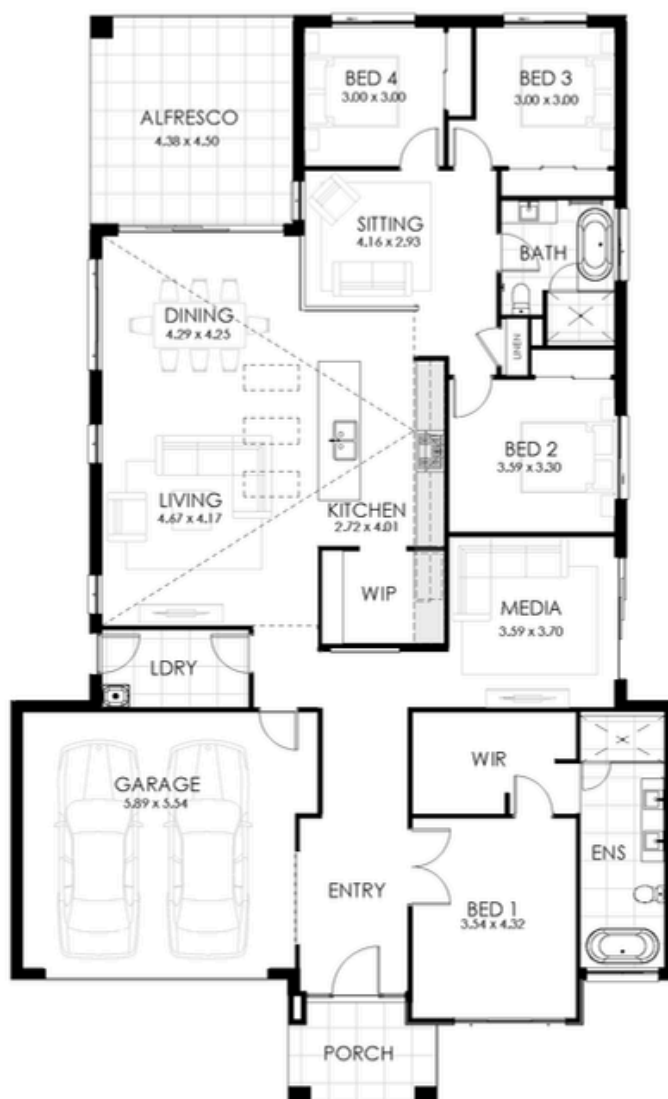 BED 4
3.00 x 3.00
BED 3
3.00 x 3.00
ALFRESCO
4.38 x 4.50
SITTING
4.16 x 2.93
BATH
DINING
4.29 x 4.25
LINEN
BED 2
3.59 x 3.30
LIVING
4.67 x 4.17
KITCHEN
2.72 x 4.01
WIP
MEDIA
3.59 x 3.70
LDRY
WIR
GARAGE
5.89 x 5.54
ENS
ENTRY
BED 1
3.54 x 4.32
PORCH